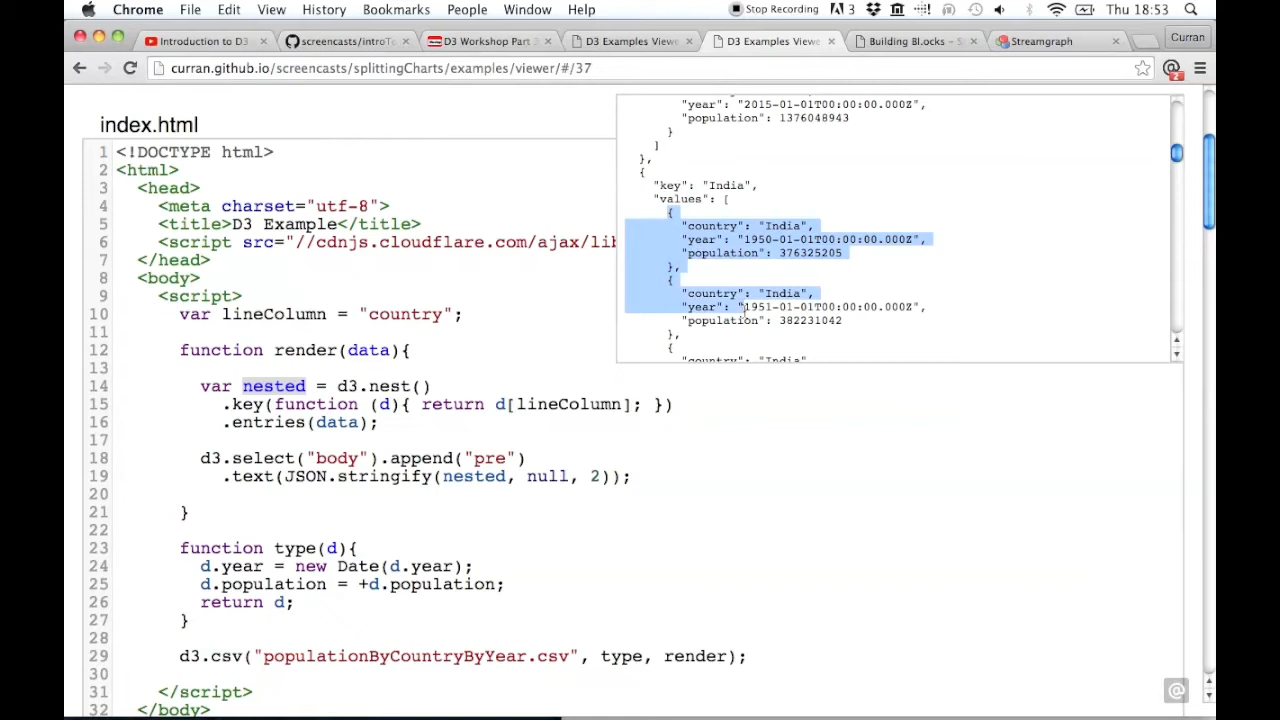 Chrome File Edit View History Bookmarks People Window Help Stop Recording 3 Thu 18:53
Introduction to D3 screencasts/introT D3 Workshop Part D3 Examples Viewe D3 Examples Viewe Building Blocks - S Streamgraph Curran
curran.github.io/screencasts/splittingCharts/examples/viewer/#/37 2
index.html
1 <!DOCTYPE html>
2 <html>
3 <head>
4 <meta charset="utf-8">
5 <title>D3 Example</title>
6 <script src="//cdnjs.cloudflare.com/ajax/lib
7 </head>
8 <body>
9 <script>
10 var lineColumn = "country";
11
12 function render(data){
13
14 var nested = d3.nest()
15 .key(function (d){ return d[lineColumn]; })
16 .entries(data);
17
18 d3.select("body").append("pre")
19 .text(JSON.stringify(nested, null, 2));
20
21 }
22
23 function type(d){
24 d.year = new Date(d.year);
25 d.population = +d.population;
26 return d;
27 }
28
29 d3.csv("populationByCountryByYear.csv", type, render);
30
31 </script>
32 </body>
"year": "2015-01-01T00:00:00.000Z",
"population": 1376048943
}
]
},
{
"key": "India",
"values": [
{
"country": "India",
"year": "1950-01-01T00:00:00.000Z",
"population": 376325205
},
{
"country": "India",
"year": "1951-01-01T00:00:00.000Z",
"population": 382231042
},
{
"country": "India"
@